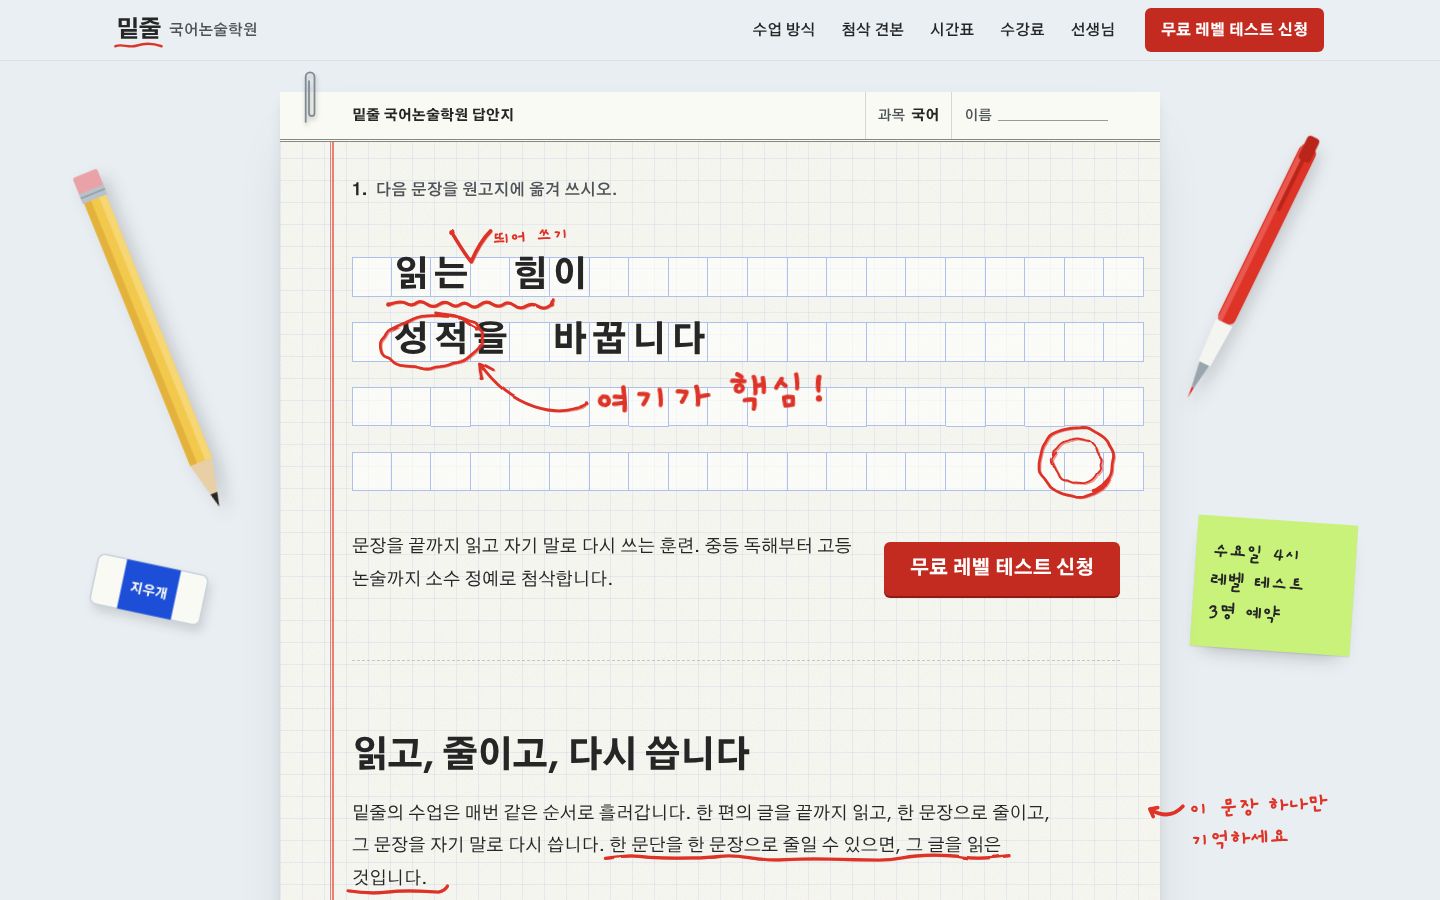 밑줄 국어논술학원
수업 방식 첨삭 견본 시간표 수강료 선생님 무료 레벨 테스트 신청
밑줄 국어논술학원 답안지
과목 국어 이름
1. 다음 문장을 원고지에 옮겨 쓰시오.
띄어 쓰기
읽는 힘이
성적을 바꿉니다
여기가 핵심!
문장을 끝까지 읽고 자기 말로 다시 쓰는 훈련. 중등 독해부터 고등
논술까지 소수 정예로 첨삭합니다.
무료 레벨 테스트 신청
지우개
수요일 4시
레벨 테스트
3명 예약
읽고, 줄이고, 다시 씁니다
밑줄의 수업은 매번 같은 순서로 흘러갑니다. 한 편의 글을 끝까지 읽고, 한 문장으로 줄이고,
그 문장을 자기 말로 다시 씁니다. 한 문단을 한 문장으로 줄일 수 있으면, 그 글을 읽은
것입니다.
이 문장 하나만
기억하세요